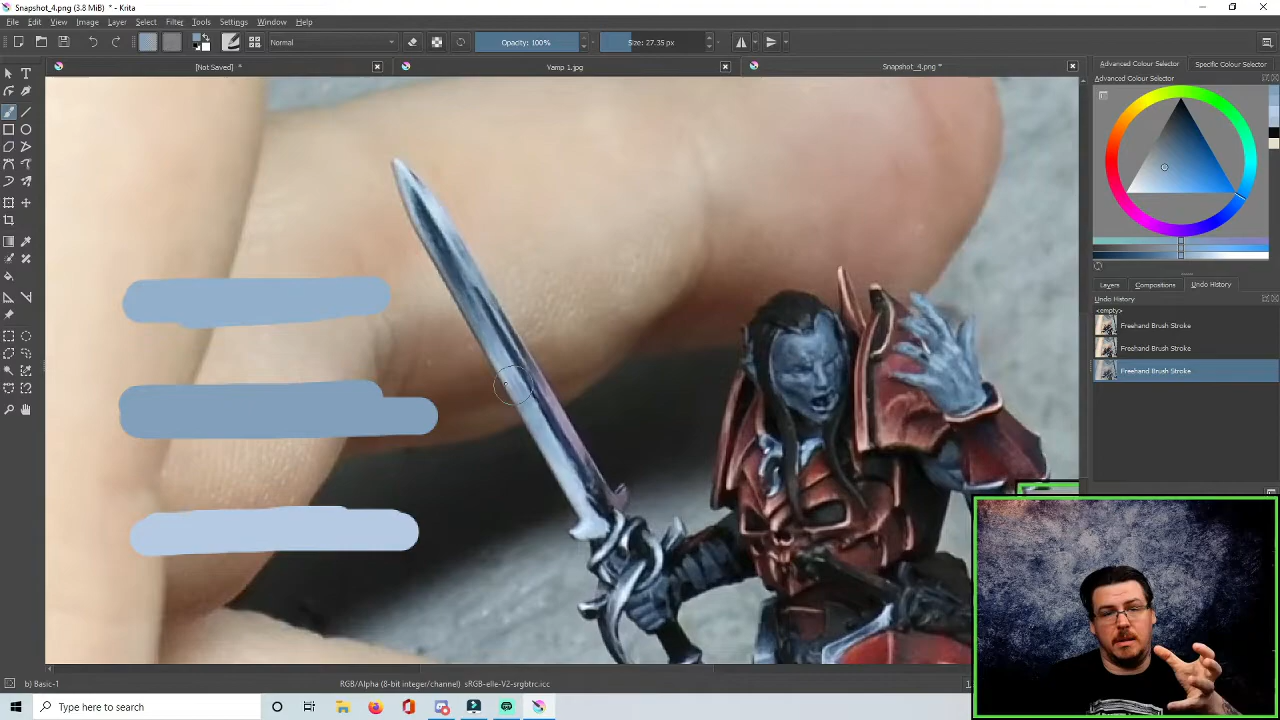 Snapshot_4.png (3.8 MiB) * - Krita
File Edit View Image Layer Select Filter Tools Settings Window Help
Normal Opacity: 100% Size: 27.35 px
[Not Saved] * Vamp 1.jpg Snapshot_4.png *
Advanced Colour Selector Specific Colour Selector
Advanced Colour Selector
Layers Compositions Undo History
Undo History
<empty>
Freehand Brush Stroke
Freehand Brush Stroke
Freehand Brush Stroke
b) Basic-1 RGB/Alpha (8-bit integer/channel) sRGB-elle-V2-srgbtrc.icc
Type here to search